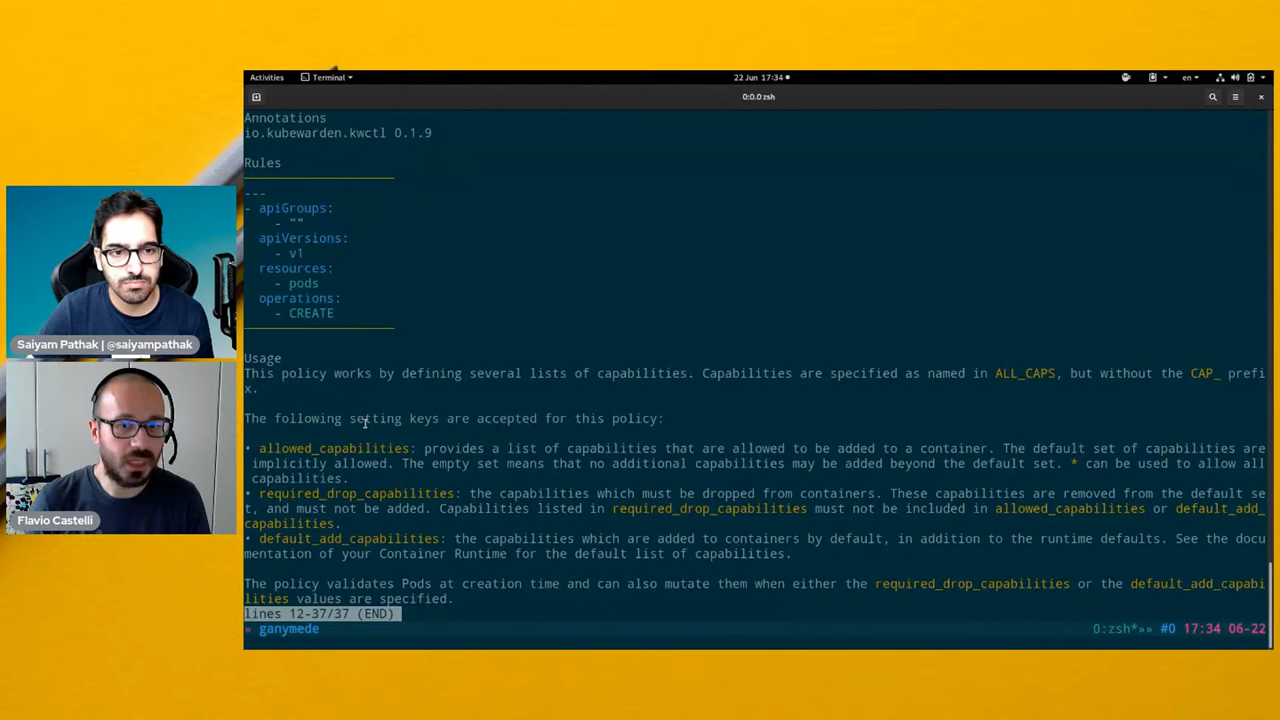 Activities
Terminal
22 Jun 17:34
en
0:0.0 zsh
Annotations
io.kubewarden.kwctl 0.1.9
Rules
---
- apiGroups:
- ""
apiVersions:
- v1
resources:
- pods
operations:
- CREATE
Usage
This policy works by defining several lists of capabilities. Capabilities are specified as named in ALL_CAPS, but without the CAP_ prefi
x.
The following setting keys are accepted for this policy:
• allowed_capabilities: provides a list of capabilities that are allowed to be added to a container. The default set of capabilities are
implicitly allowed. The empty set means that no additional capabilities may be added beyond the default set. * can be used to allow all
capabilities.
• required_drop_capabilities: the capabilities which must be dropped from containers. These capabilities are removed from the default se
t, and must not be added. Capabilities listed in required_drop_capabilities must not be included in allowed_capabilities or default_add_
capabilities.
• default_add_capabilities: the capabilities which are added to containers by default, in addition to the runtime defaults. See the docu
mentation of your Container Runtime for the default list of capabilities.
The policy validates Pods at creation time and can also mutate them when either the required_drop_capabilities or the default_add_capabi
lities values are specified.
lines 12-37/37 (END)
» ganymede
0:zsh*»» #0 17:34 06-22
Saiyam Pathak | @saiyampathak
Flavio Castelli